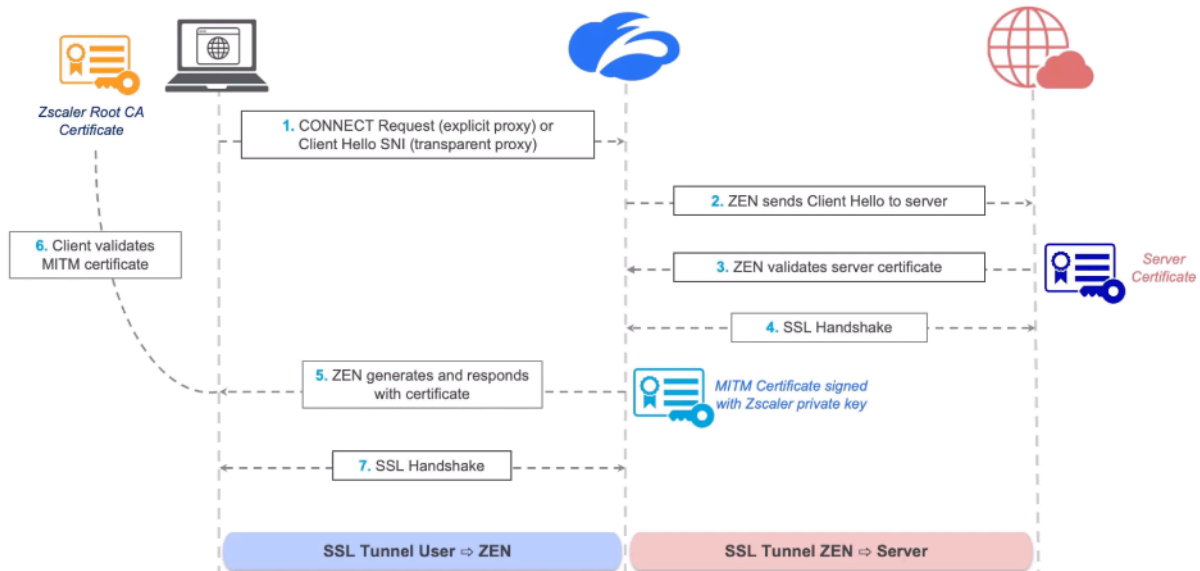 Zscaler Root CA
Certificate
1. CONNECT Request (explicit proxy) or
Client Hello SNI (transparent proxy)
2. ZEN sends Client Hello to server
6. Client validates
MITM certificate
3. ZEN validates server certificate
Server
Certificate
4. SSL Handshake
5. ZEN generates and responds
with certificate
MITM Certificate signed
with Zscaler private key
7. SSL Handshake
SSL Tunnel User ⇨ ZEN
SSL Tunnel ZEN ⇨ Server